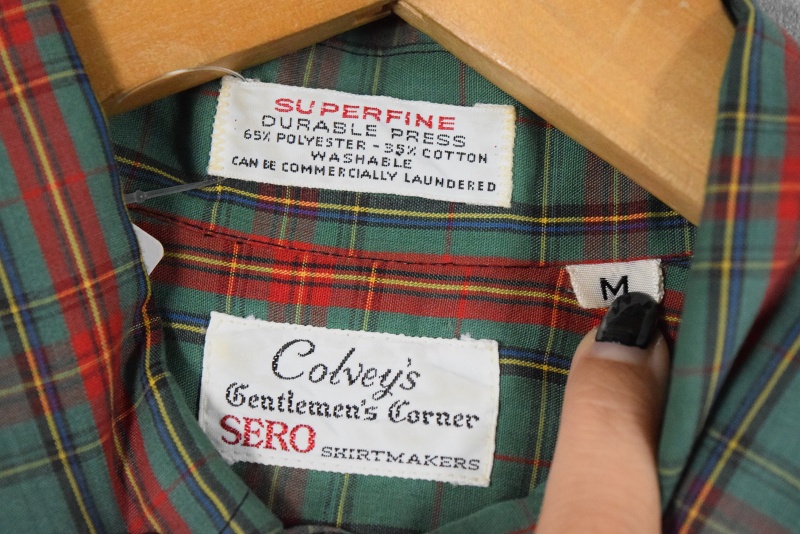 SUPERFINE
DURABLE PRESS
65% POLYESTER - 35% COTTON
WASHABLE
CAN BE COMMERCIALLY LAUNDERED
M
Colvey's
Gentlemen's Corner
SERO SHIRTMAKERS